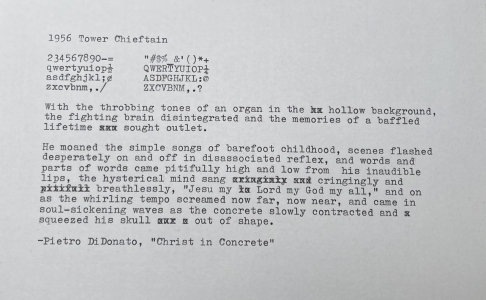 1956 Tower Chieftain
234567890-= "#$% &'()*+
qwertyuiop½ QWERTYUIOP¼
asdfghjkl;¢ ASDFGHJKL:@
zxcvbnm,./ ZXCVBNM,.?
With the throbbing tones of an organ in the hollow background,
the fighting brain disintegrated and the memories of a baffled
lifetime sought outlet.
He moaned the simple songs of barefoot childhood, scenes flashed
desperately on and off in disassociated reflex, and words and
parts of words came pitifully high and low from his inaudible
lips, the hysterical mind sang cringingly and
breathlessly, "Jesu my Lord my God my all," and on
as the whirling tempo screamed now far, now near, and came in
soul-sickening waves as the concrete slowly contracted and
squeezed his skull out of shape.
-Pietro DiDonato, "Christ in Concrete"